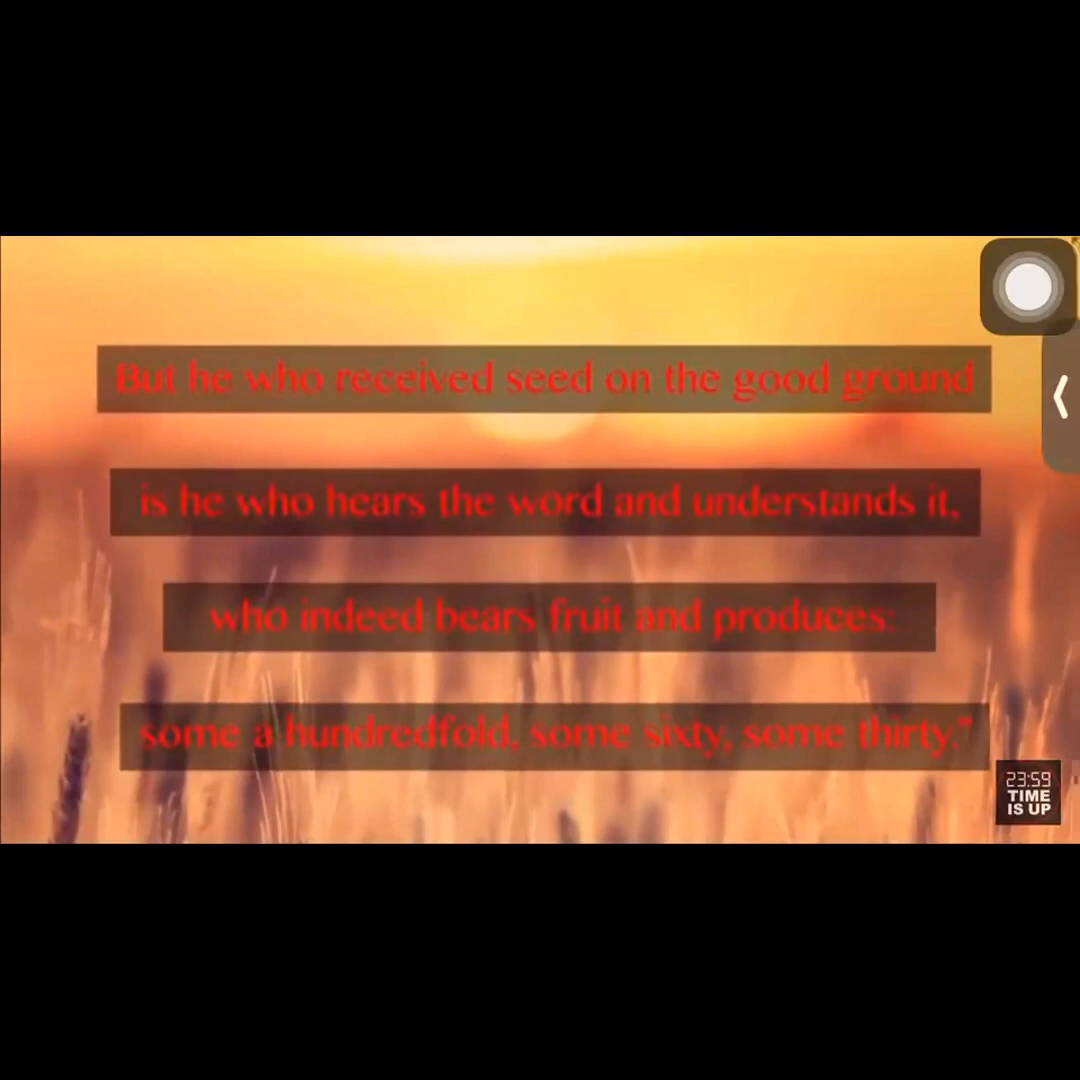 But he who received seed on the good ground
is he who hears the word and understands it,
who indeed bears fruit and produces:
some a hundredfold, some sixty, some thirty."
23:59
TIME
IS UP